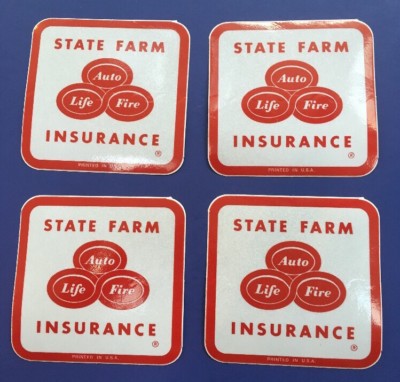 STATE FARM
Auto
Life Fire
INSURANCE
®
PRINTED IN U.S.A.
STATE FARM
Auto
Life Fire
INSURANCE
®
PRINTED IN U.S.A.
STATE FARM
Auto
Life Fire
INSURANCE
®
PRINTED IN U.S.A.
STATE FARM
Auto
Life Fire
INSURANCE
®
PRINTED IN U.S.A.